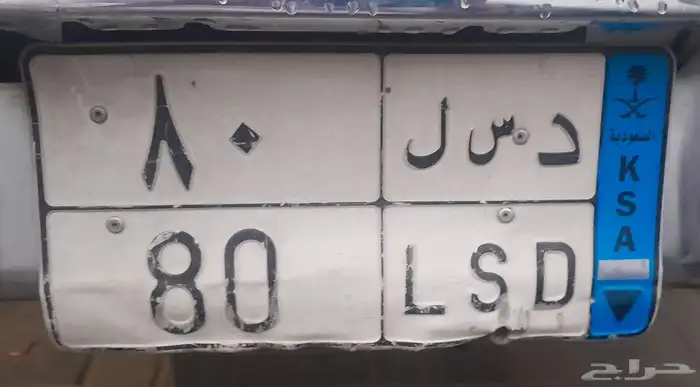 ٨٠ د س ل
80 LSD
السعودية
K
S
A
حراج